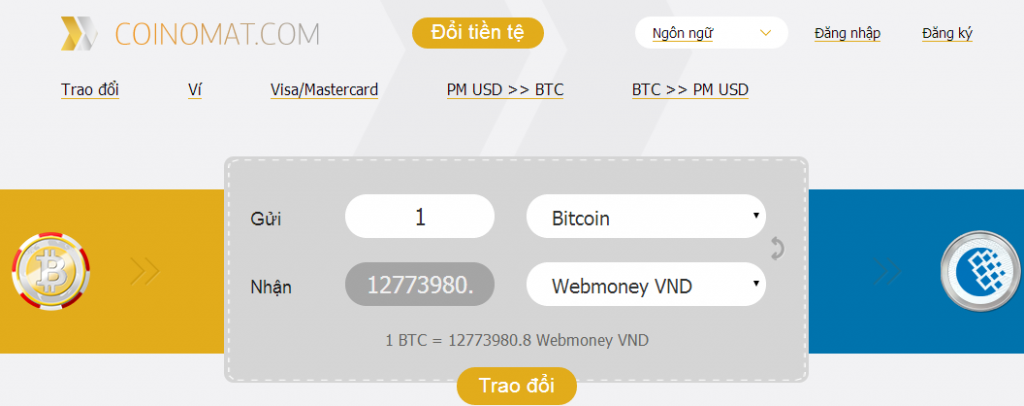 COINOMAT.COM
Đổi tiền tệ
Ngôn ngữ
Đăng nhập
Đăng ký
Trao đổi
Ví
Visa/Mastercard
PM USD >> BTC
BTC >> PM USD
Gửi
1
Bitcoin
Nhận
12773980.
Webmoney VND
1 BTC = 12773980.8 Webmoney VND
Trao đổi